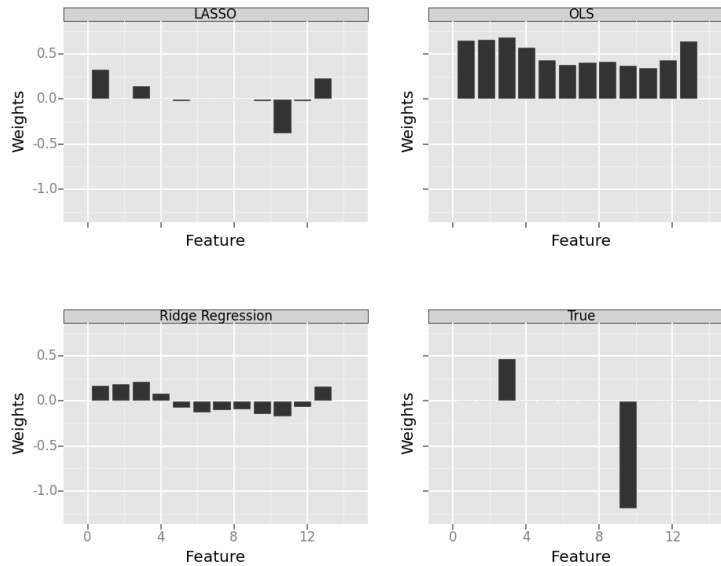 LASSO
OLS
0.5
0.0
-0.5
-1.0
Weights
Weights
Feature
Feature
Ridge Regression
True
0.5
0.0
-0.5
-1.0
Weights
Weights
0 4 8 12
0 4 8 12
Feature
Feature